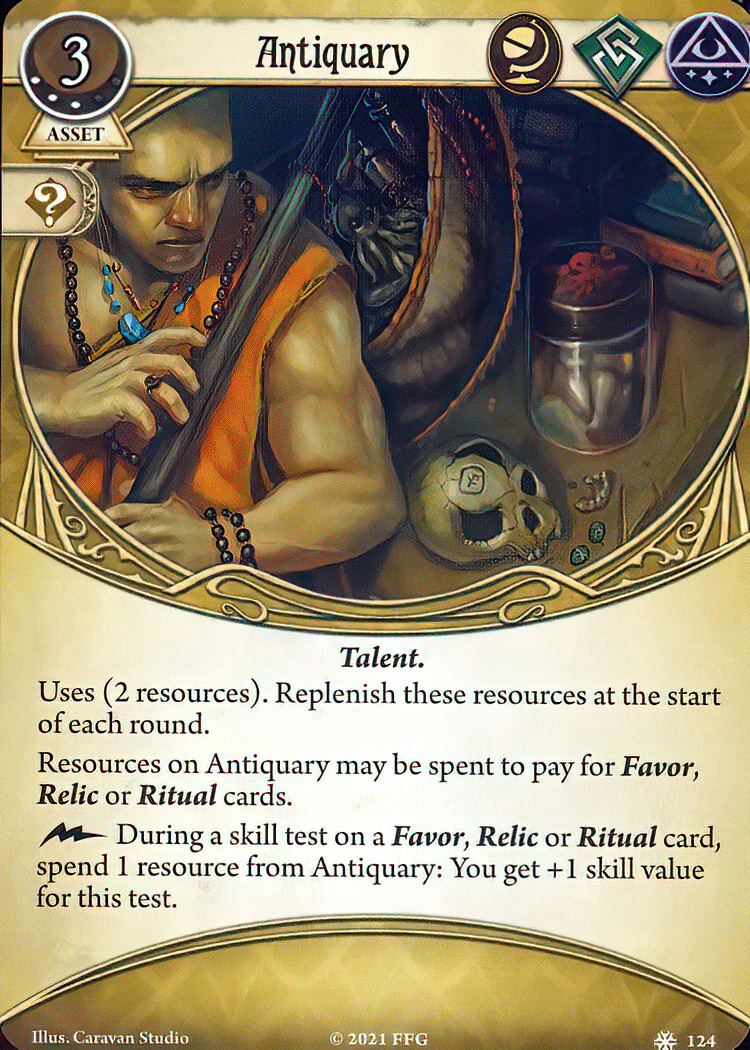 3
Antiquary
ASSET
?
Talent.
Uses (2 resources). Replenish these resources at the start
of each round.
Resources on Antiquary may be spent to pay for Favor,
Relic or Ritual cards.
During a skill test on a Favor, Relic or Ritual card,
spend 1 resource from Antiquary: You get +1 skill value
for this test.
Illus. Caravan Studio
© 2021 FFG
124